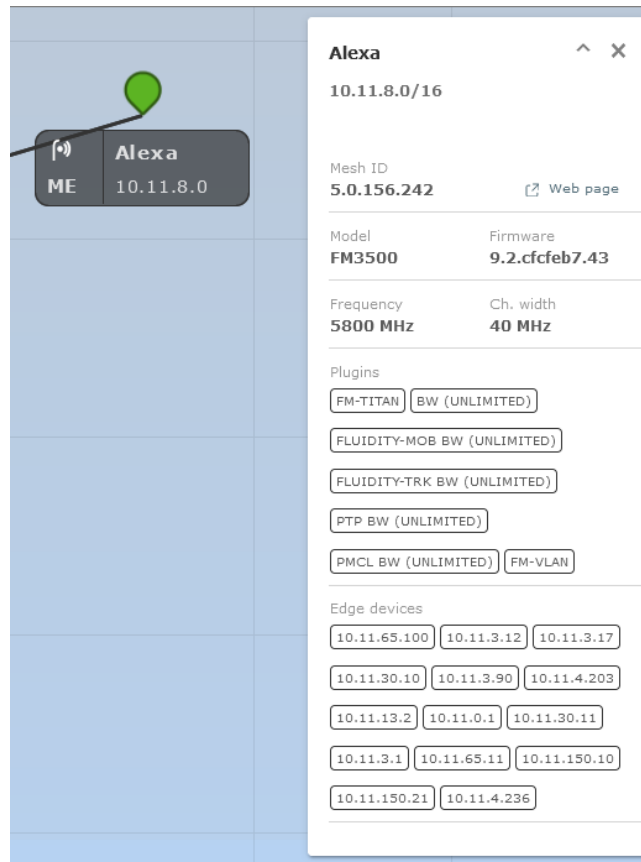 Alexa
ME 10.11.8.0
Alexa
10.11.8.0/16
Mesh ID
5.0.156.242 Web page
Model Firmware
FM3500 9.2.cfcfeb7.43
Frequency Ch. width
5800 MHz 40 MHz
Plugins
FM-TITAN BW (UNLIMITED)
FLUIDITY-MOB BW (UNLIMITED)
FLUIDITY-TRK BW (UNLIMITED)
PTP BW (UNLIMITED)
PMCL BW (UNLIMITED) FM-VLAN
Edge devices
10.11.65.100 10.11.3.12 10.11.3.17
10.11.30.10 10.11.3.90 10.11.4.203
10.11.13.2 10.11.0.1 10.11.30.11
10.11.3.1 10.11.65.11 10.11.150.10
10.11.150.21 10.11.4.236